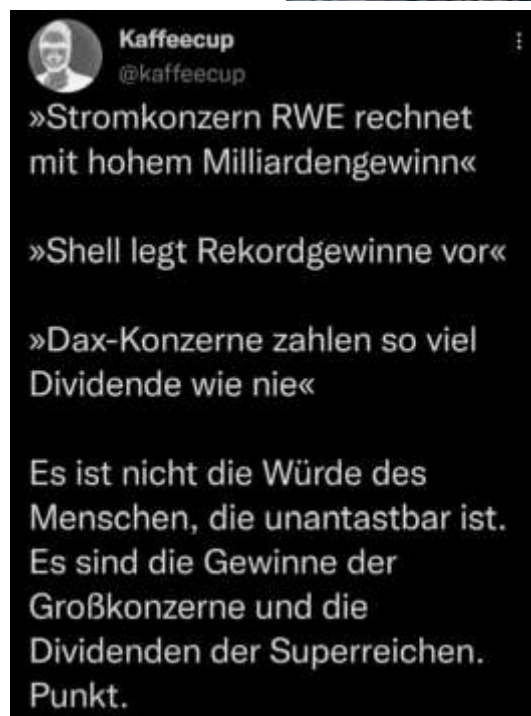 Kaffeecup
@kaffeecup
»Stromkonzern RWE rechnet
mit hohem Milliardengewinn«
»Shell legt Rekordgewinne vor«
»Dax-Konzerne zahlen so viel
Dividende wie nie«
Es ist nicht die Würde des
Menschen, die unantastbar ist.
Es sind die Gewinne der
Großkonzerne und die
Dividenden der Superreichen.
Punkt.